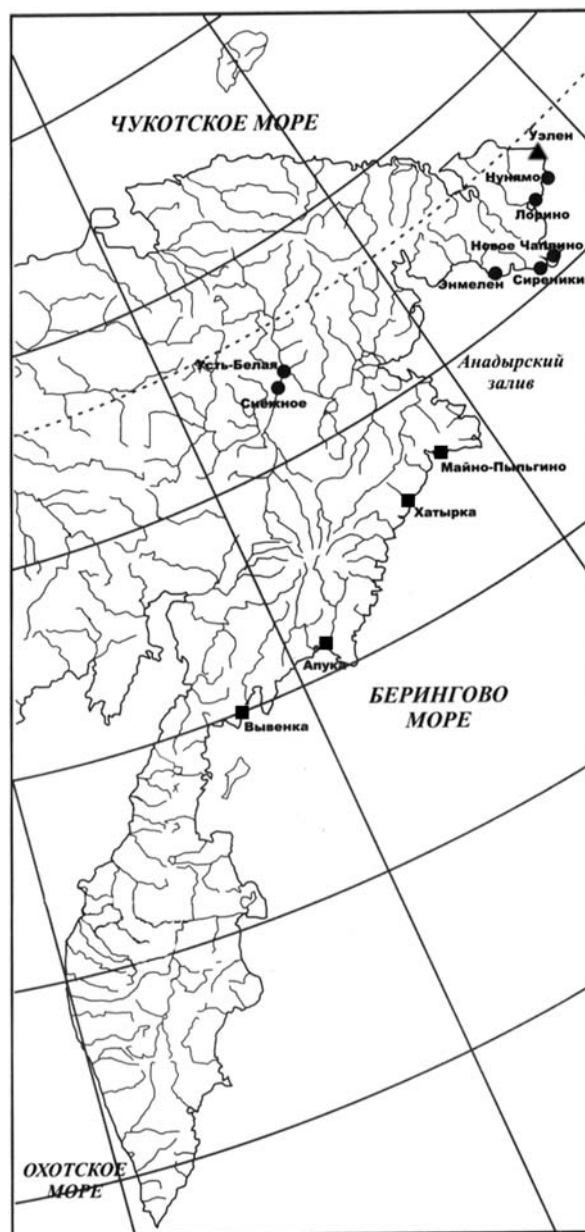 ЧУКОТСКОЕ МОРЕ
Уэлен
Нунямо
Лорино
Новое Чаплино
Энмелен
Сиреники
Анадырский
залив
Усть-Белая
Снежное
Майно-Пыльгино
Хатырка
Апука
БЕРИНГОВО
МОРЕ
Вывенка
ОХОТСКОЕ
МОРЕ